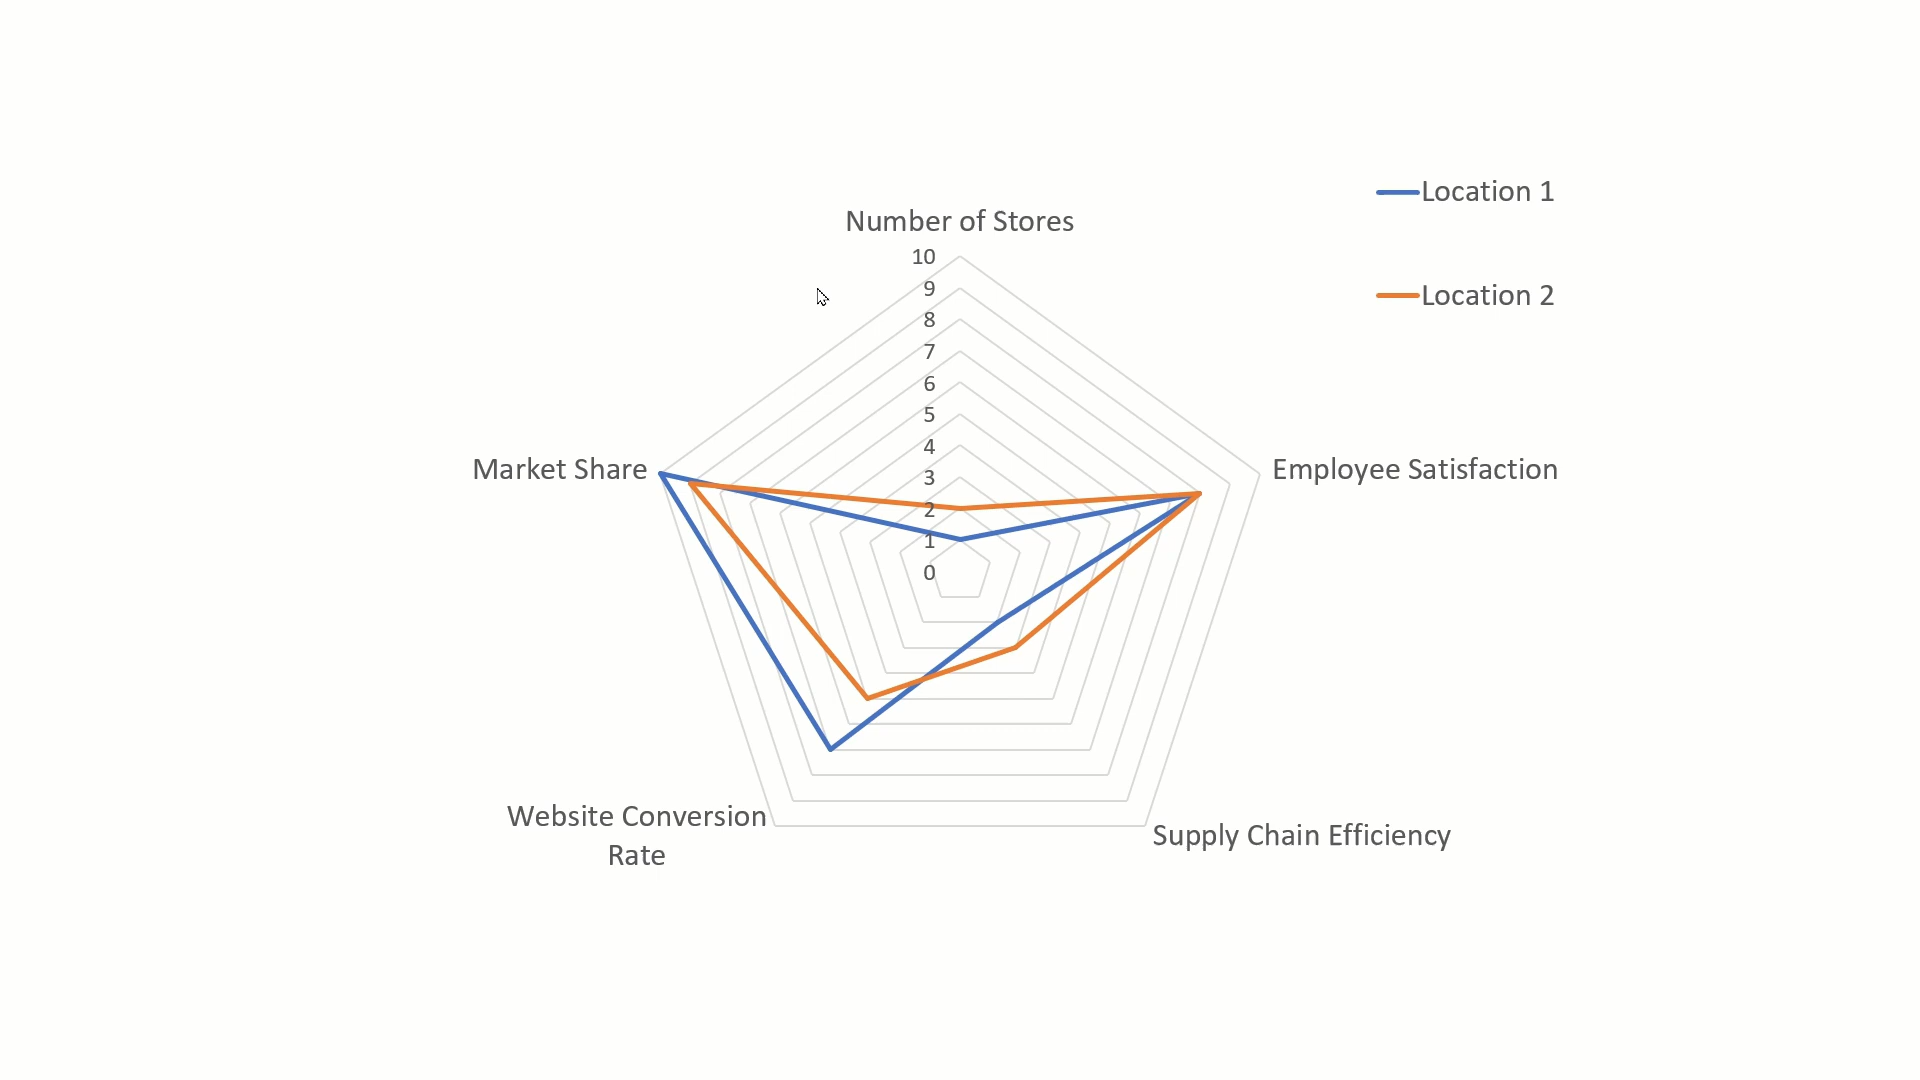 Location 1
Location 2
Number of Stores
10
9
8
7
6
5
4
3
2
1
0
Market Share
Employee Satisfaction
Website Conversion
Rate
Supply Chain Efficiency